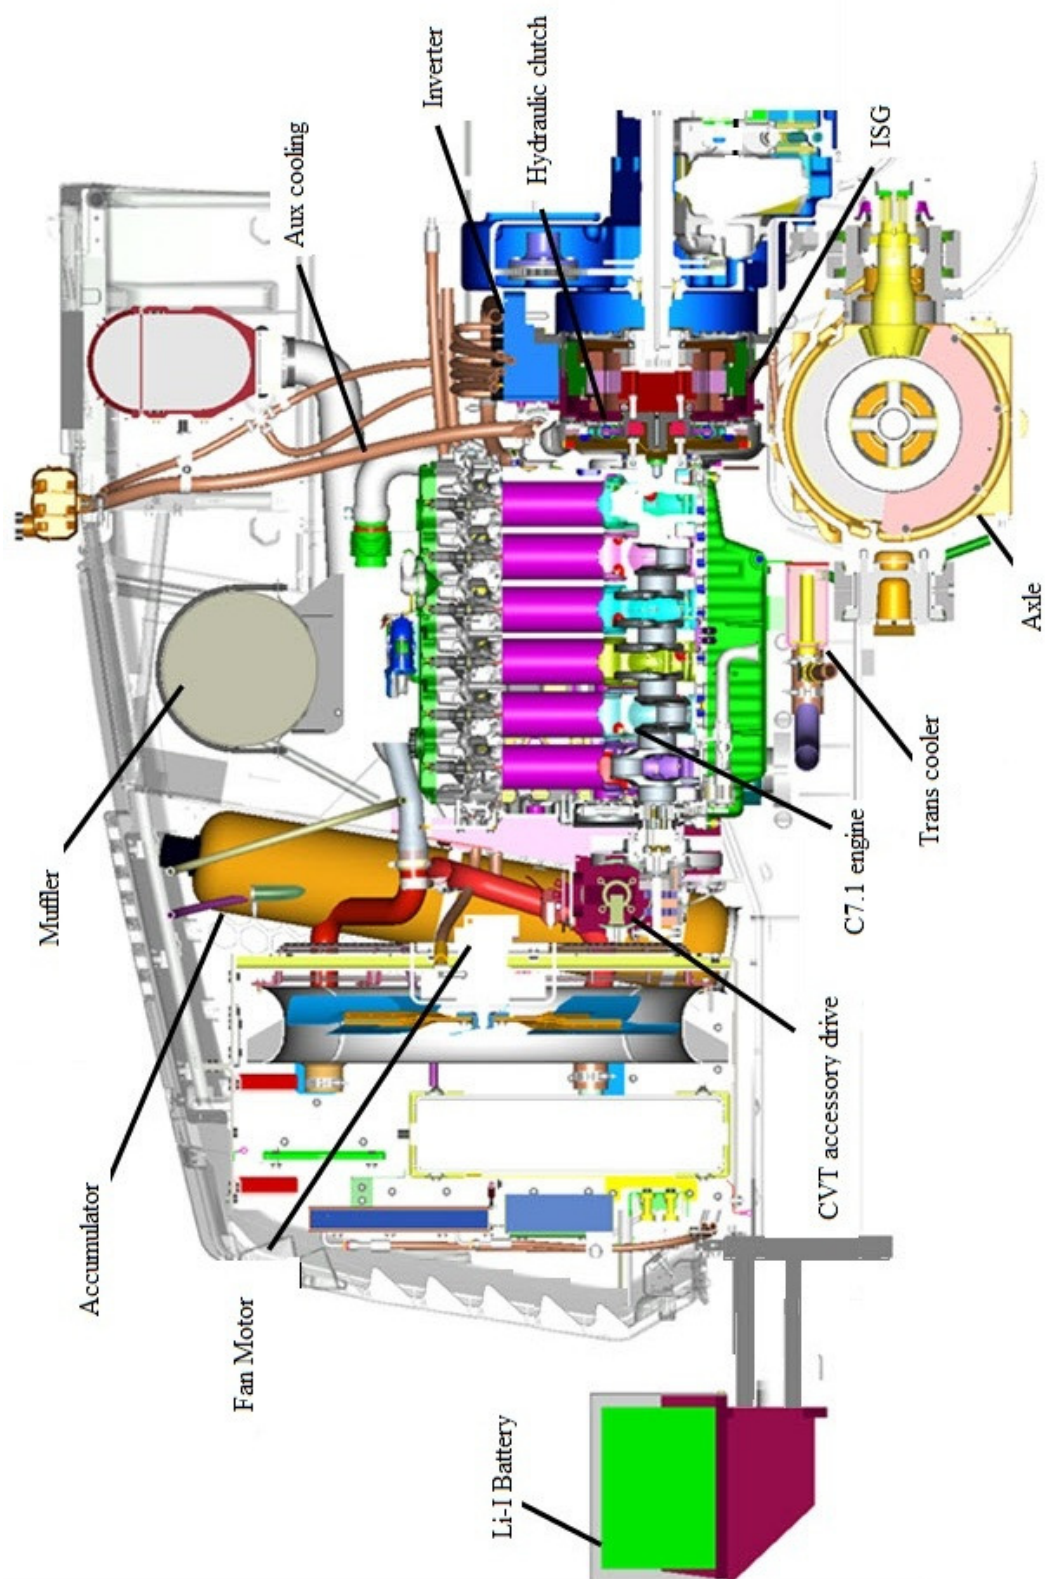 Inverter
Hydraulic clutch
Aux cooling
ISG
Muffler
Axle
Trans cooler
C7.1 engine
Accumulator
CVT accessory drive
Fan Motor
Li-I Battery